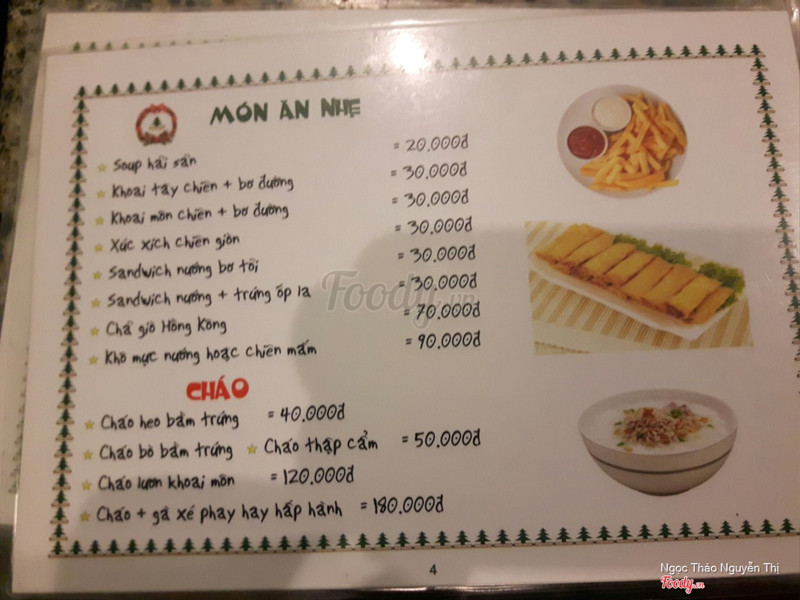 MÓN ĂN NHẸ
Soup hải sản = 20.000đ
Khoai tây chiên + bơ đường = 30.000đ
Khoai môn chiên + bơ đường = 30.000đ
Xúc xích chiên giòn = 30.000đ
Sandwich nướng bơ tỏi = 30.000đ
Sandwich nướng + trứng ốp la = 30.000đ
Chả giò Hồng Kông = 70.000đ
Khô mực nướng hoặc chiên mắm = 90.000đ
CHÁO
Cháo heo bằm trứng = 40.000đ
Cháo bò bằm trứng Cháo thập cẩm = 50.000đ
Cháo lươn khoai môn = 120.000đ
Cháo + gà xé phay hay hấp hành = 180.000đ
4
Foody.vn
Ngọc Thảo Nguyễn Thị
Foody.vn